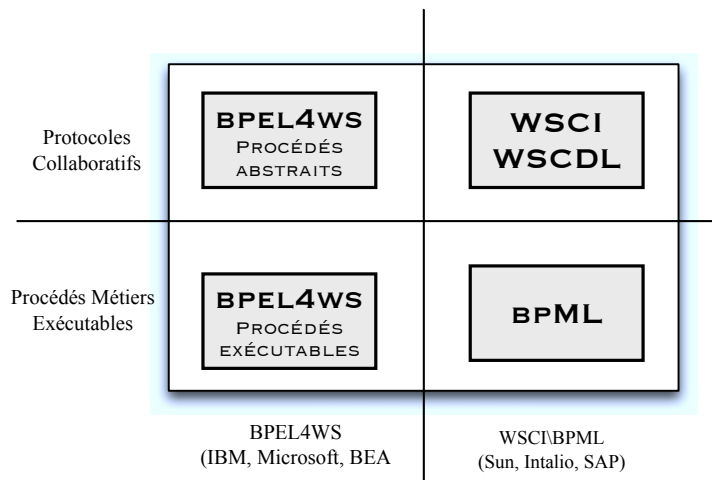 Protocoles
Collaboratifs
BPEL4WS
PROCÉDÉS
ABSTRAITS
WSCI
WSCDL
Procédés Métiers
Exécutables
BPEL4WS
PROCÉDÉS
EXÉCUTABLES
BPML
BPEL4WS
(IBM, Microsoft, BEA
WSCI\BPML
(Sun, Intalio, SAP)